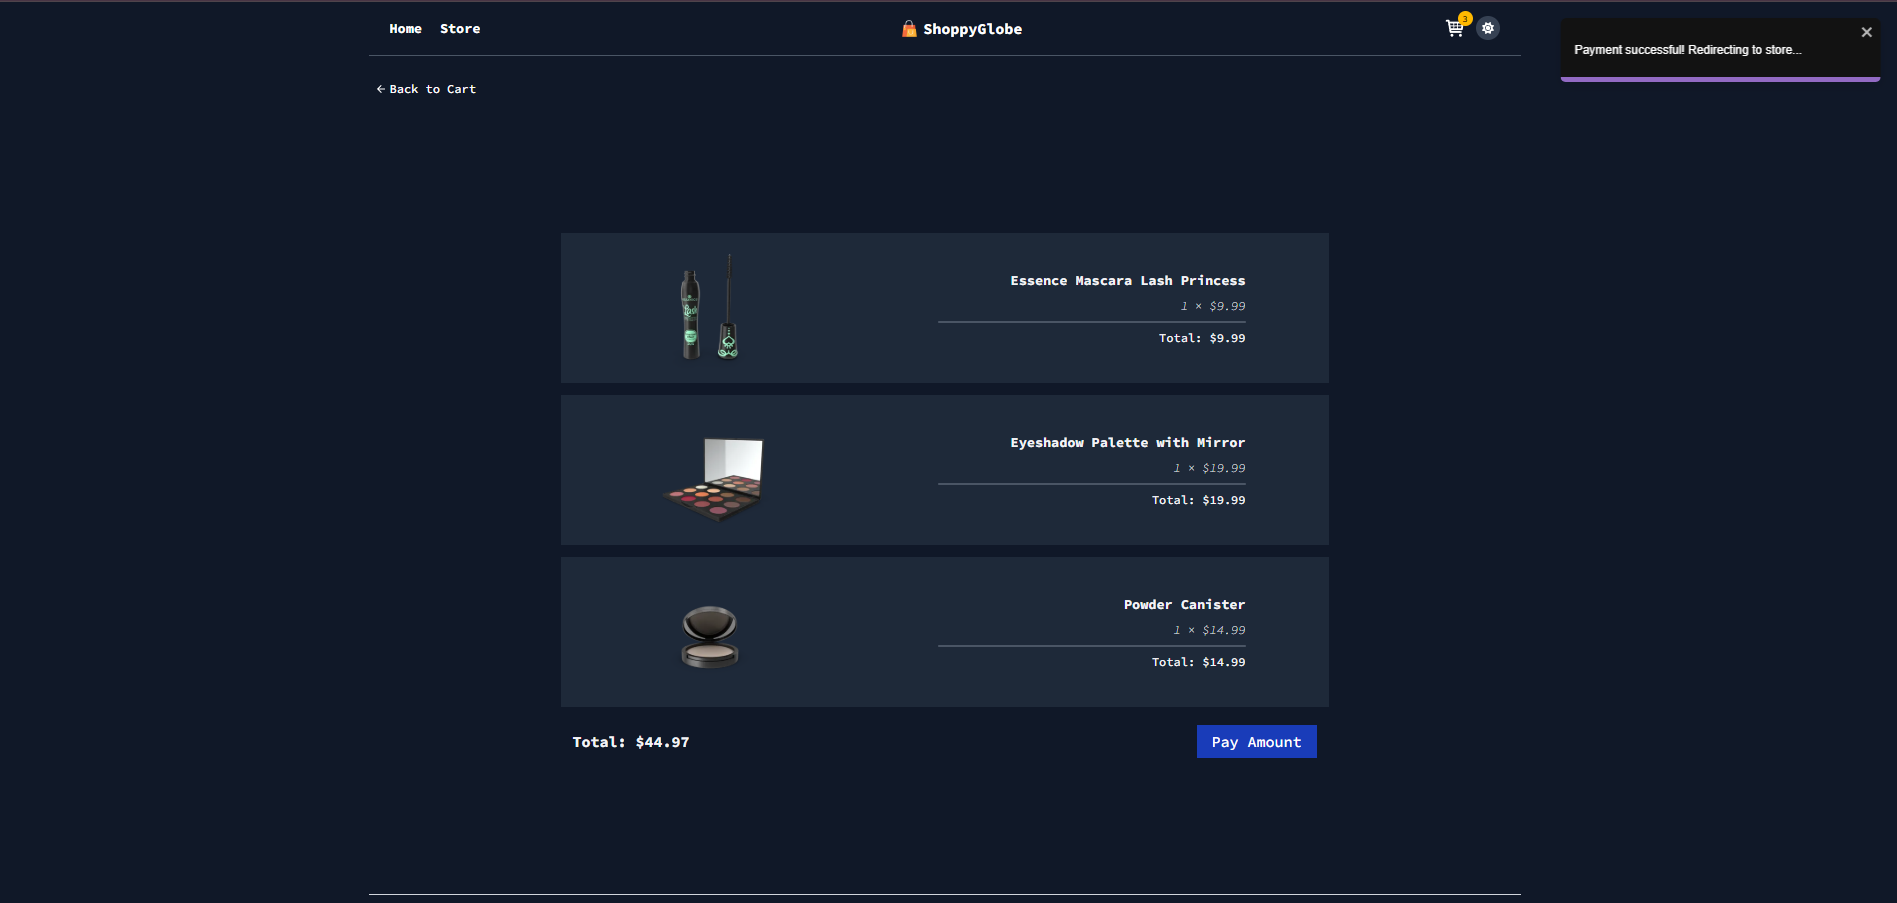 Home Store
ShoppyGlobe
3
Payment successful! Redirecting to store...
Back to Cart
Essence Mascara Lash Princess
1 × $9.99
Total: $9.99
Lash
Eyeshadow Palette with Mirror
1 × $19.99
Total: $19.99
Powder Canister
1 × $14.99
Total: $14.99
Total: $44.97
Pay Amount